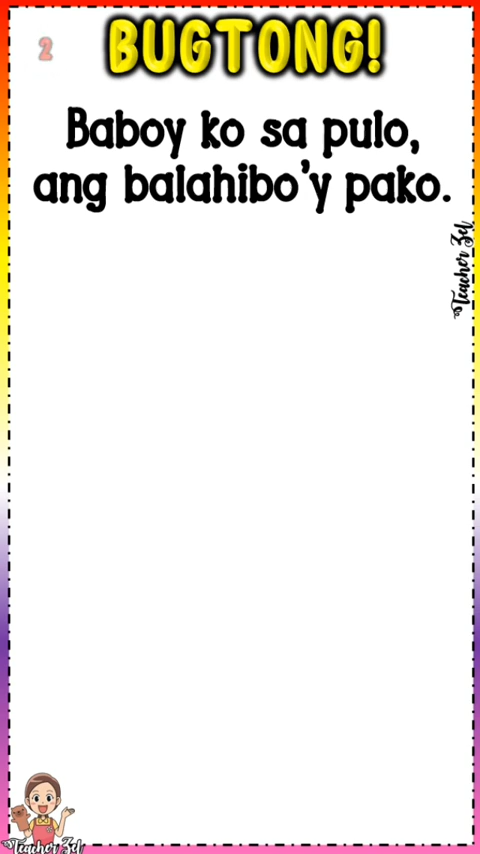 2
BUGTONG!
Baboy ko sa pulo,
ang balahibo'y pako.
Teacher Zel
Teacher Zel